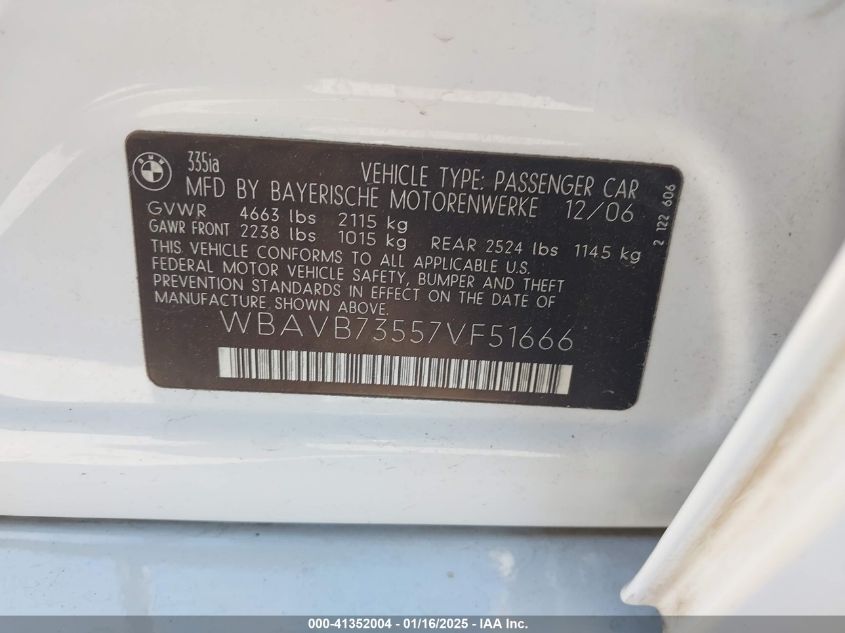 BMW
335ia
VEHICLE TYPE: PASSENGER CAR
MFD BY BAYERISCHE MOTORENWERKE 12/06
GVWR 4663 lbs 2115 kg
GAWR FRONT 2238 lbs 1015 kg REAR 2524 lbs 1145 kg
THIS VEHICLE CONFORMS TO ALL APPLICABLE U.S.
FEDERAL MOTOR VEHICLE SAFETY, BUMPER AND THEFT
PREVENTION STANDARDS IN EFFECT ON THE DATE OF
MANUFACTURE SHOWN ABOVE.
WBAVB73557VF51666
2 122 606
000-41352004 - 01/16/2025 - IAA Inc.